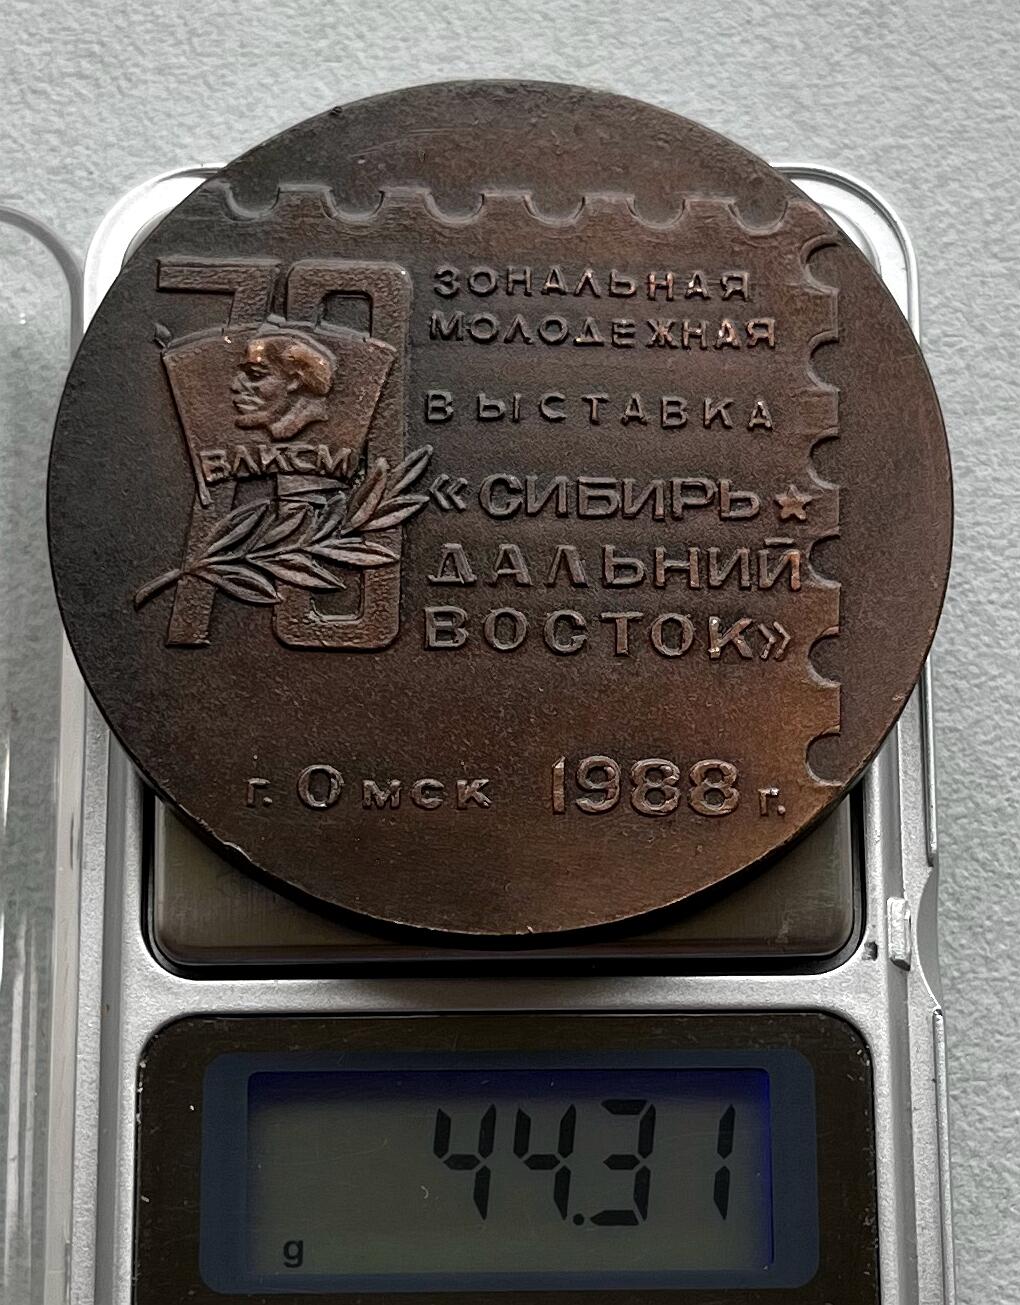 70
ЗОНАЛЬНАЯ
МОЛОДЕЖНАЯ
ВЫСТАВКА
ВЛКСМ
«СИБИРЬ★
ДАЛЬНИЙ
ВОСТОК»
г. Омск 1988 г.
44.31
g